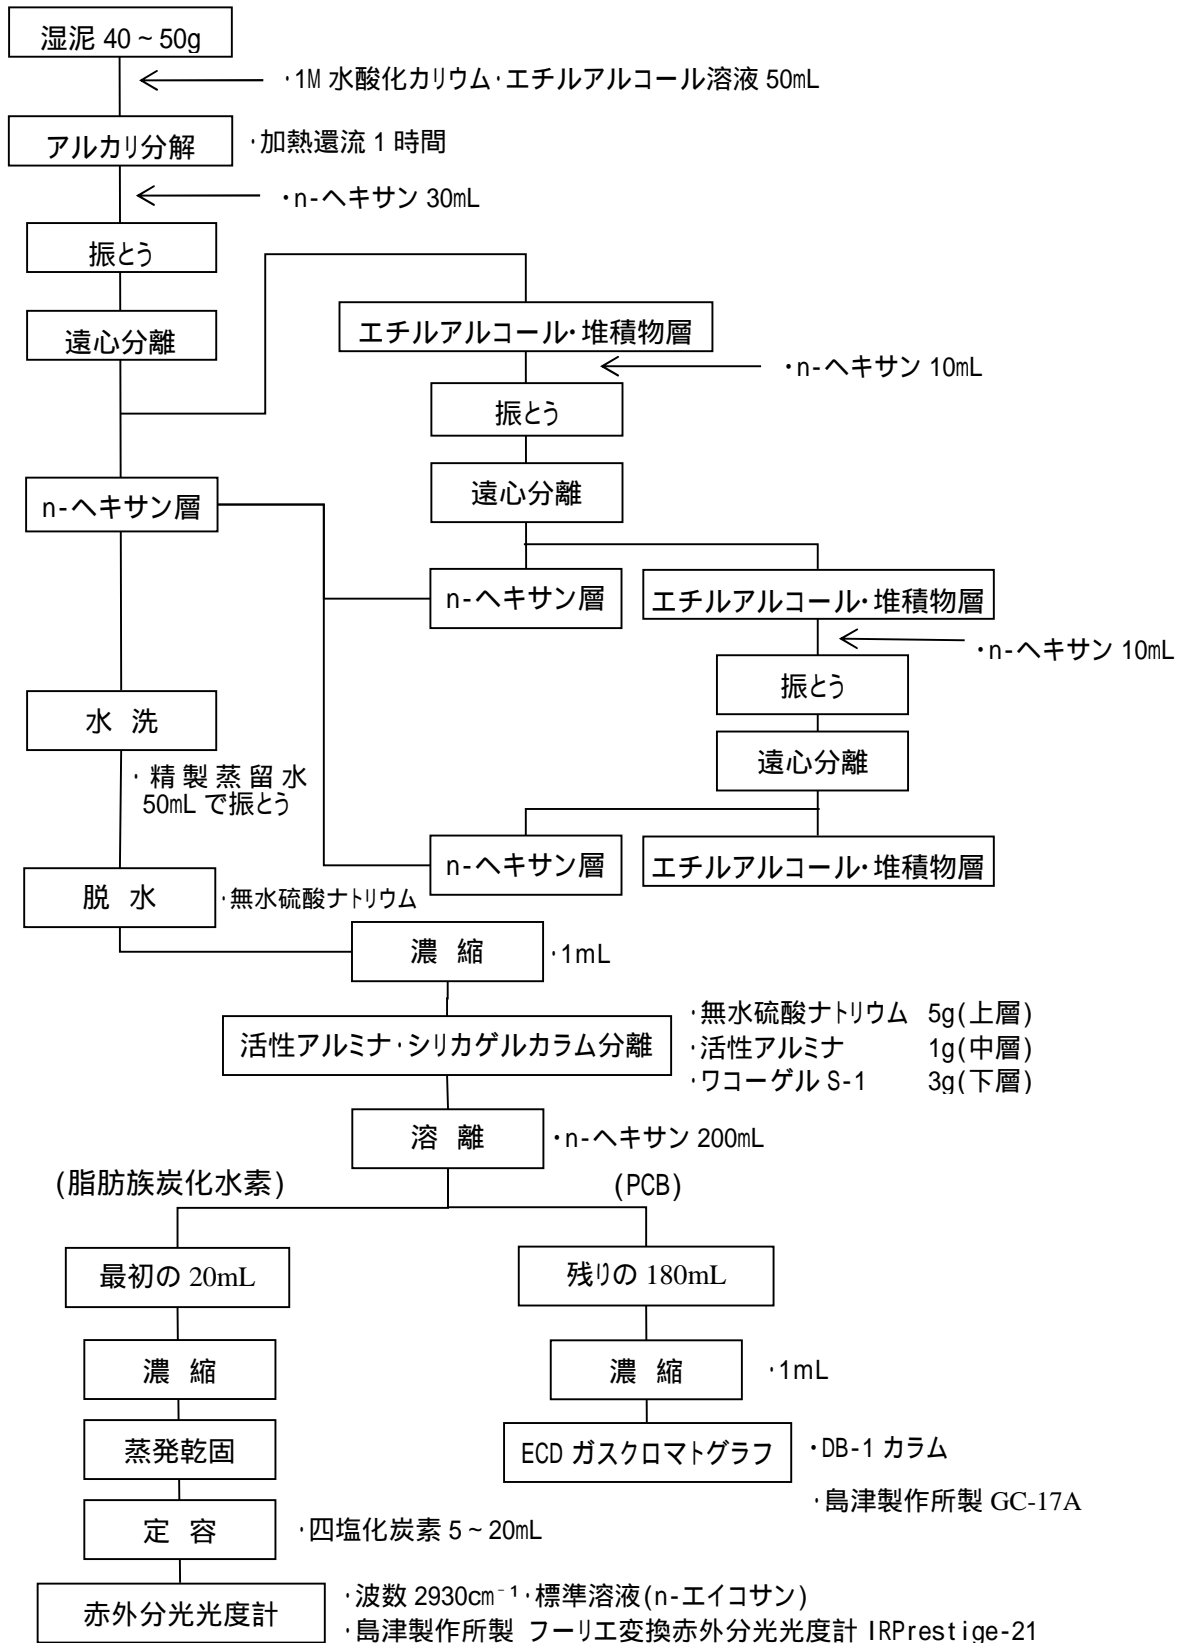 湿泥 40～50g
・1M 水酸化カリウム・エチルアルコール溶液 50mL
アルカリ分解
・加熱還流 1 時間
・n-ヘキサン 30mL
振とう
遠心分離
エチルアルコール・堆積物層
・n-ヘキサン 10mL
振とう
遠心分離
n-ヘキサン層
n-ヘキサン層
エチルアルコール・堆積物層
・n-ヘキサン 10mL
振とう
遠心分離
水 洗
・精製蒸留水
50mL で振とう
n-ヘキサン層
エチルアルコール・堆積物層
脱 水
・無水硫酸ナトリウム
濃 縮
・1mL
活性アルミナ・シリカゲルカラム分離
・無水硫酸ナトリウム 5g(上層)
・活性アルミナ 1g(中層)
・ワコーゲル S-1 3g(下層)
溶 離
・n-ヘキサン 200mL
(脂肪族炭化水素)
(PCB)
最初の 20mL
残りの 180mL
濃 縮
濃 縮
・1mL
蒸発乾固
ECD ガスクロマトグラフ
・DB-1 カラム
・島津製作所製 GC-17A
定 容
・四塩化炭素 5～20mL
赤外分光光度計
・波数 2930cm⁻¹・標準溶液(n-エイコサン)
・島津製作所製 フーリエ変換赤外分光光度計 IRPrestige-21